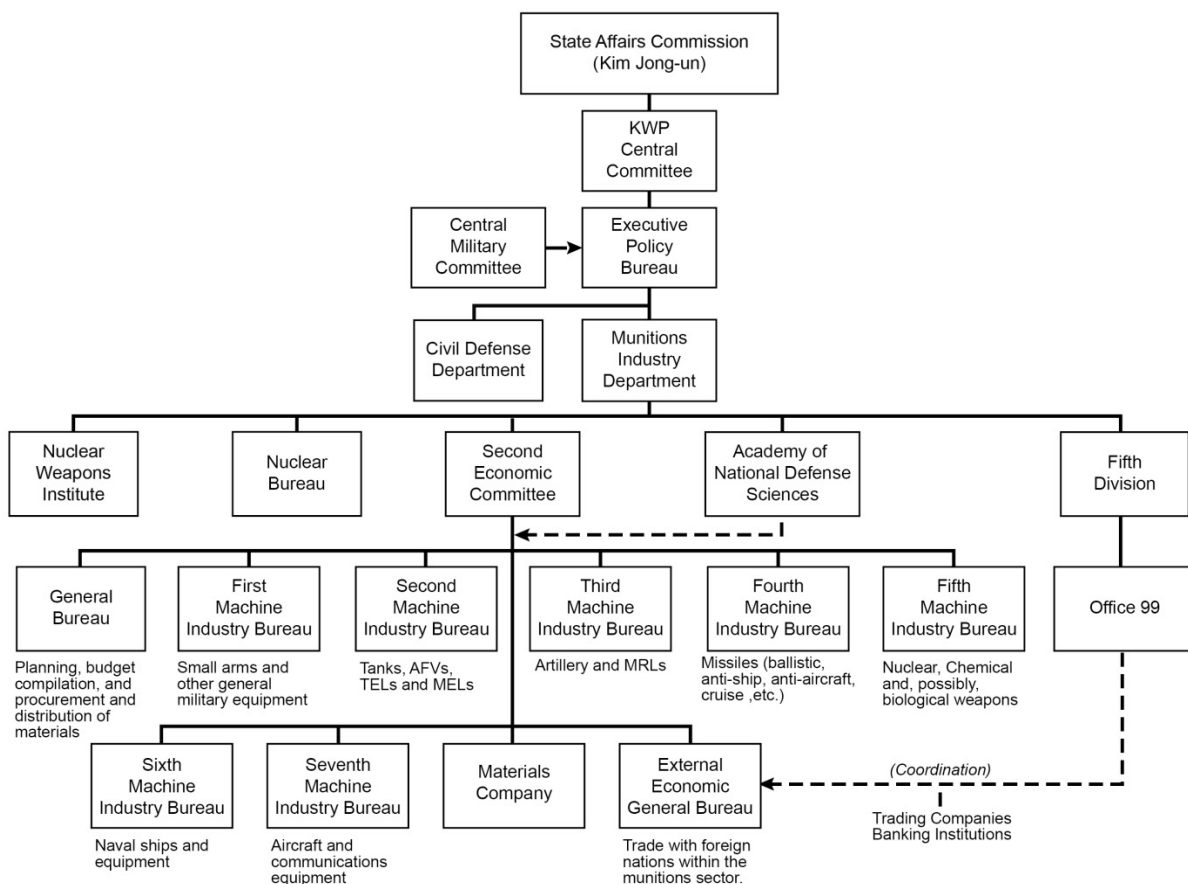 State Affairs Commission
(Kim Jong-un)
KWP
Central
Committee
Central
Military
Committee
Executive
Policy
Bureau
Civil Defense
Department
Munitions
Industry
Department
Nuclear
Weapons
Institute
Nuclear
Bureau
Second
Economic
Committee
Academy of
National Defense
Sciences
Fifth
Division
General
Bureau
Planning, budget
compilation, and
procurement and
distribution of
materials
First
Machine
Industry Bureau
Small arms and
other general
military equipment
Second
Machine
Industry Bureau
Tanks, AFVs,
TELs and MELs
Third
Machine
Industry Bureau
Artillery and MRLs
Fourth
Machine
Industry Bureau
Missiles (ballistic,
anti-ship, anti-aircraft,
cruise ,etc.)
Fifth
Machine
Industry Bureau
Nuclear, Chemical
and, possibly,
biological weapons
Office 99
Sixth
Machine
Industry Bureau
Naval ships and
equipment
Seventh
Machine
Industry Bureau
Aircraft and
communications
equipment
Materials
Company
External
Economic
General Bureau
Trade with foreign
nations within the
munitions sector.
(Coordination)
Trading Companies
Banking Institutions